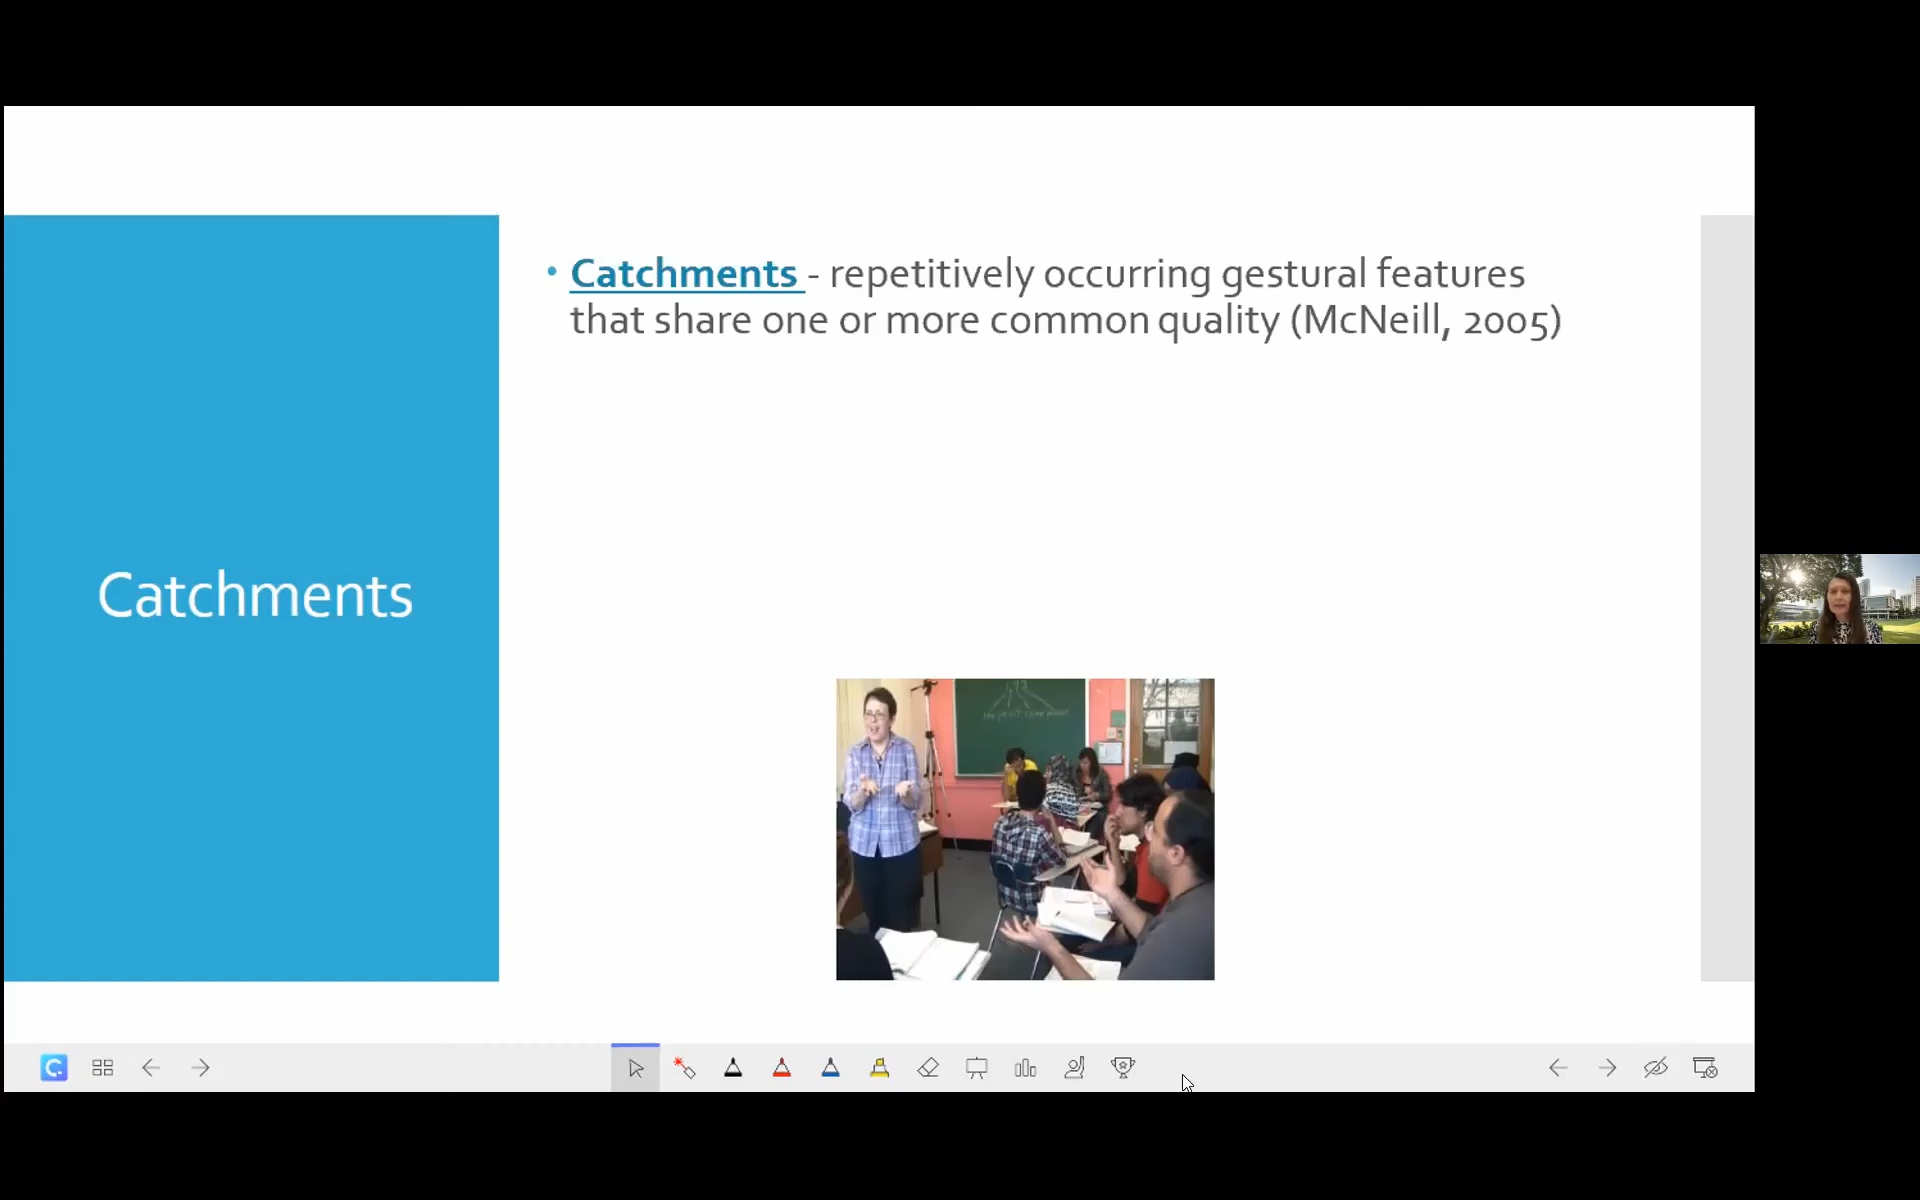 Catchments
• Catchments - repetitively occurring gestural features
that share one or more common quality (McNeill, 2005)